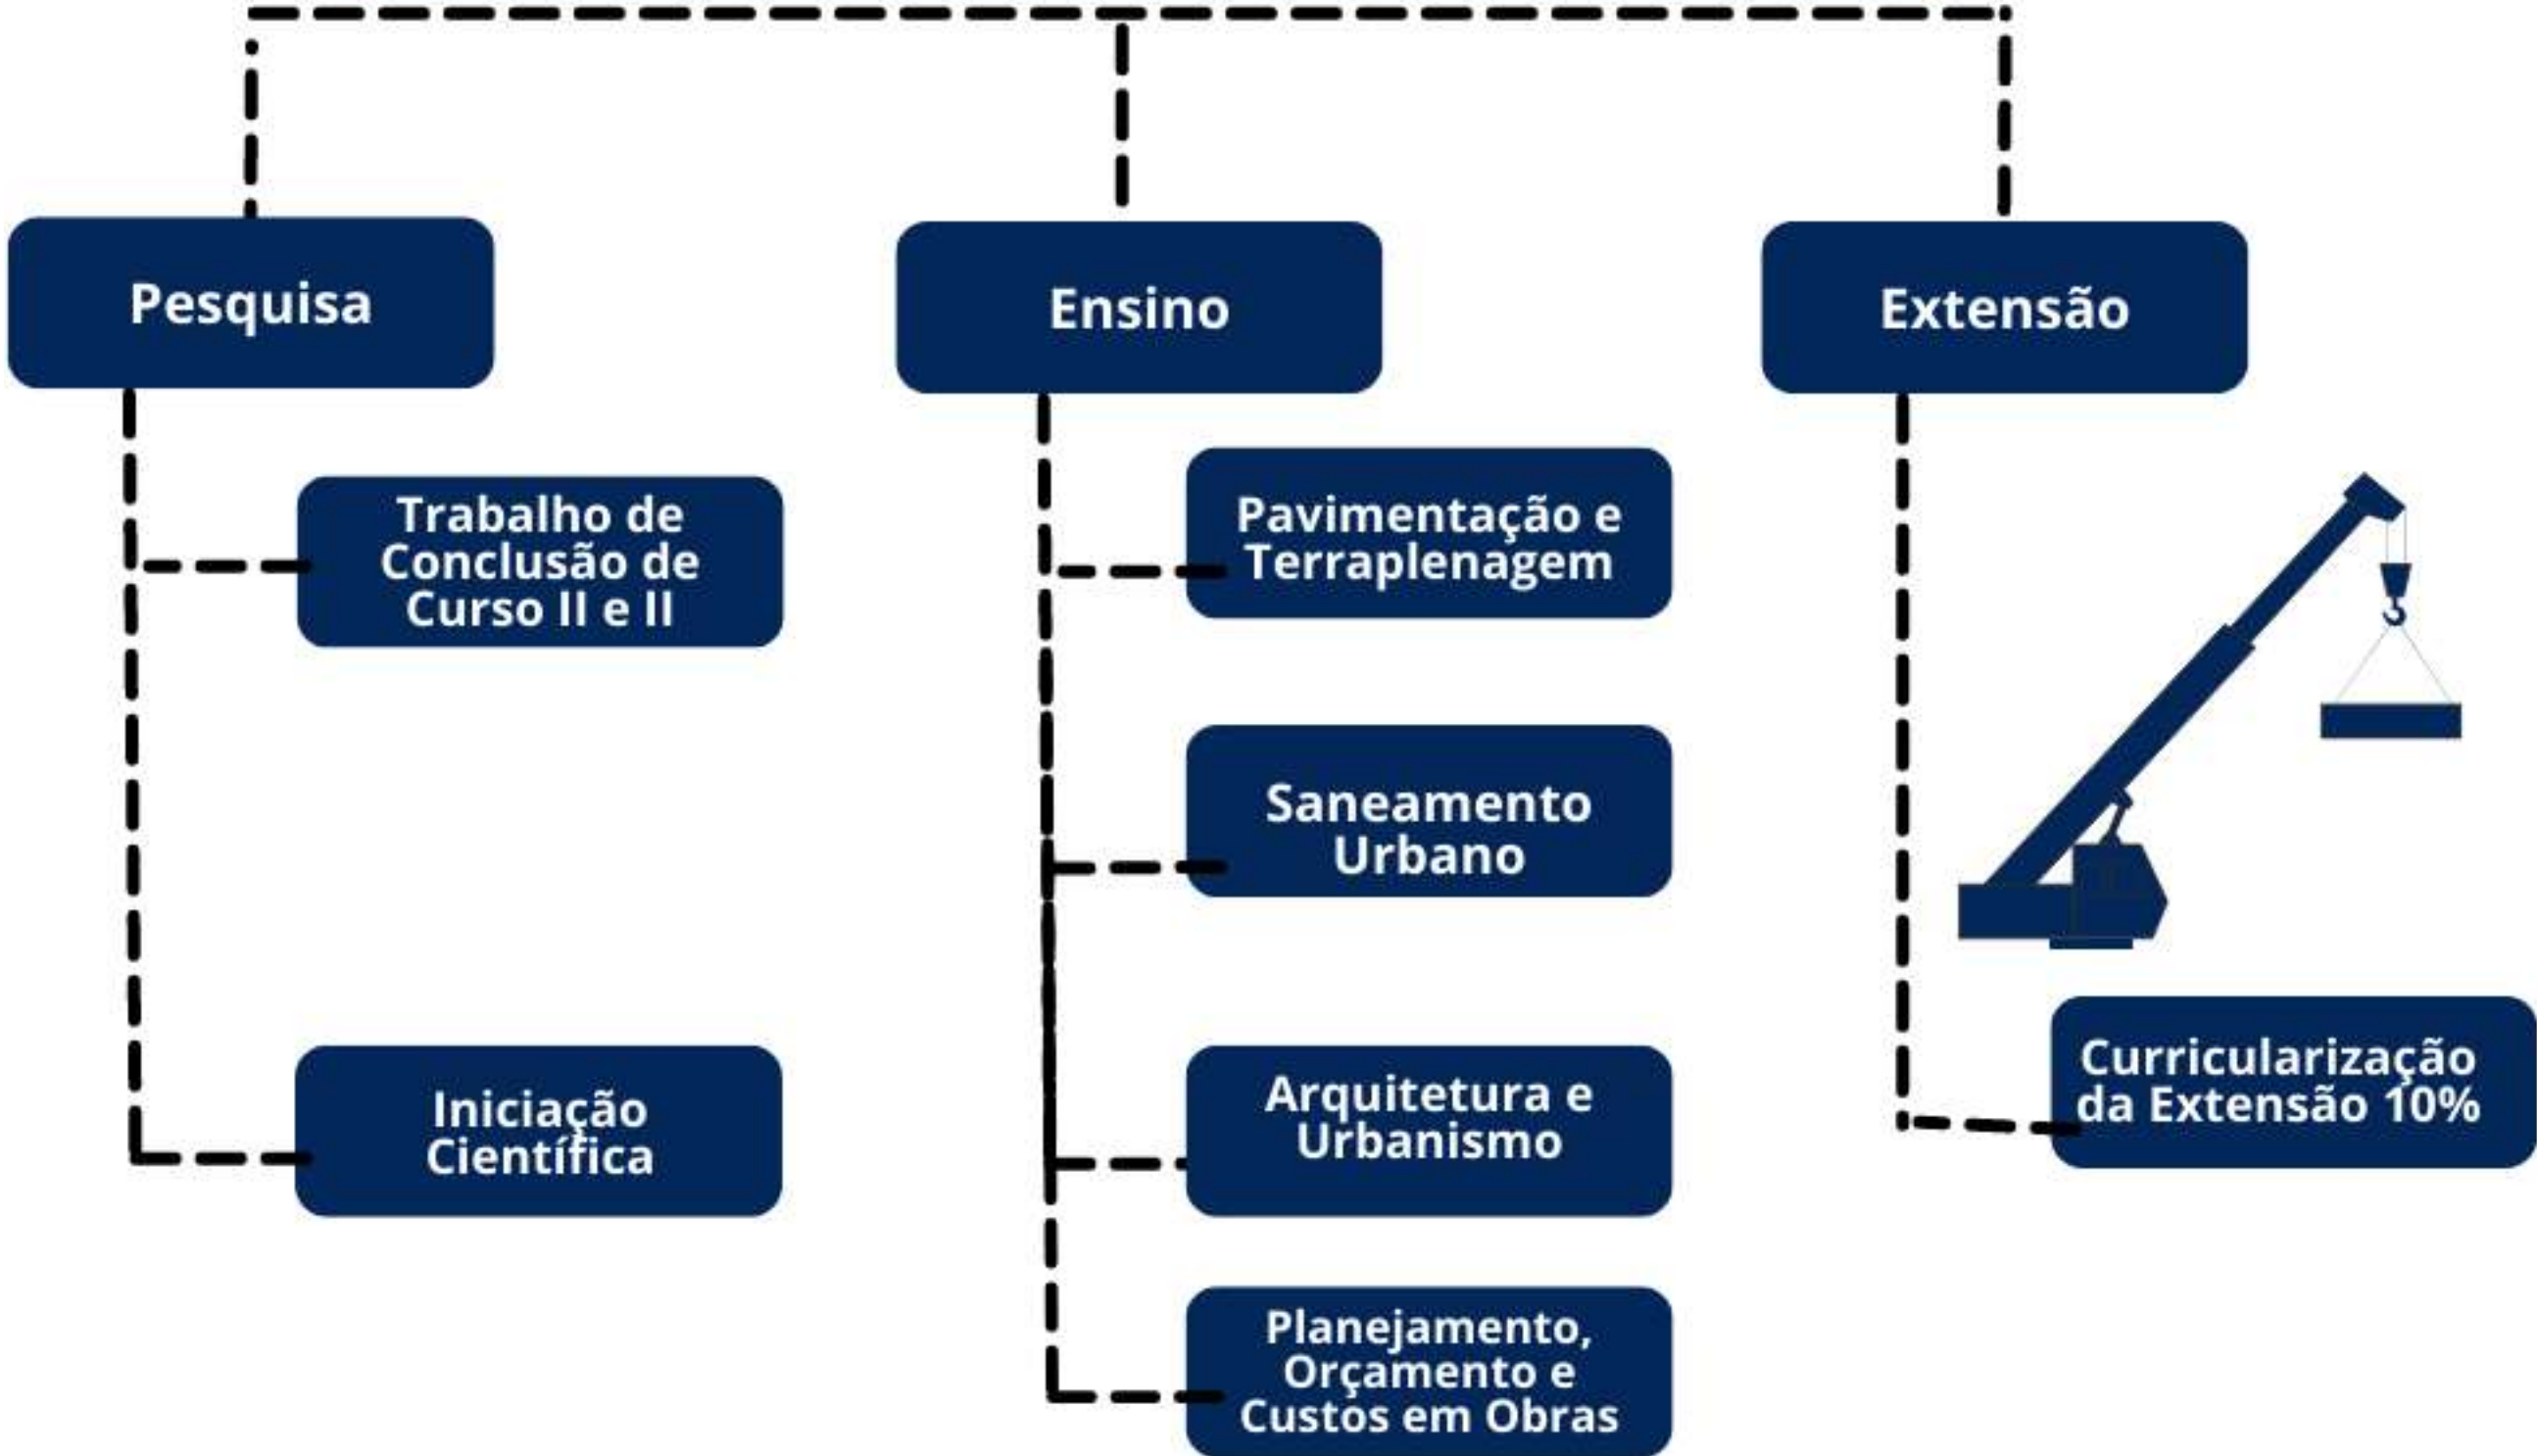 Pesquisa
Trabalho de
Conclusão de
Curso II e II
Iniciação
Científica
Ensino
Pavimentação e
Terraplenagem
Saneamento
Urbano
Arquitetura e
Urbanismo
Planejamento,
Orçamento e
Custos em Obras
Extensão
Curricularização
da Extensão 10%